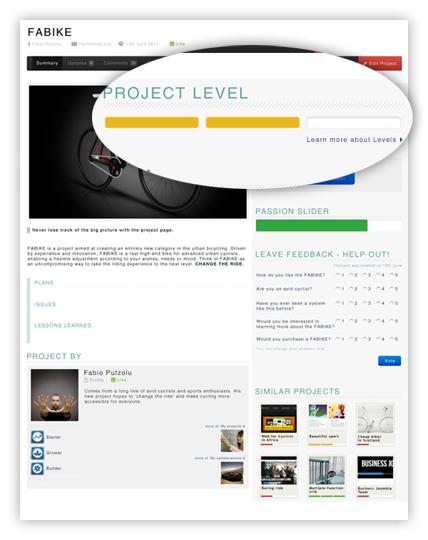 FABIKE
Fabio Putzolu Performing arts 13th June 2011 Like
Summary Updates Comments Edit Project
PROJECT LEVEL
Learn more about Levels
Never lose track of the big picture with the project page.
FABIKE is a project aimed at creating an entirely new category in the urban bicycling. Driven
by experience and innovation, FABIKE is a real high-end bike for advanced urban cyclists,
enabling a flexible adjustment according to your wishes, needs or mood. Think of FABIKE as
an uncompromising way to take the riding experience to the next level. CHANGE THE RIDE.
PLANS
ISSUES
LESSONS LEARNED
PROJECT BY
Fabio Putzolu
Profile Like
Comes from a long line of avid cyclists and sports enthusiasts. His
new project hopes to 'change the ride' and make cycling more
accessible for everyone.
Starter
Grower
Builder
more of 'My projects'
more of 'My collaborations'
PASSION SLIDER
LEAVE FEEDBACK - HELP OUT!
This poll was created on 10th June
How do you like the FABIKE? 1 2 3 4 5
Are you an avid cyclist? 1 2 3 4 5
Have you ever seen a system
like this before? 1 2 3 4 5
Would you be interested in
learning more about the FABIKE? 1 2 3 4 5
Would you purchase a FABIKE? 1 2 3 4 5
You can change your answers later
Vote
SIMILAR PROJECTS
Web for Cyclists
in Africa
Beautiful sport
Cheap bikes
in Scotland
During ride
Multiple-function
crib
BUSINESS JO
Business Joomla
Team